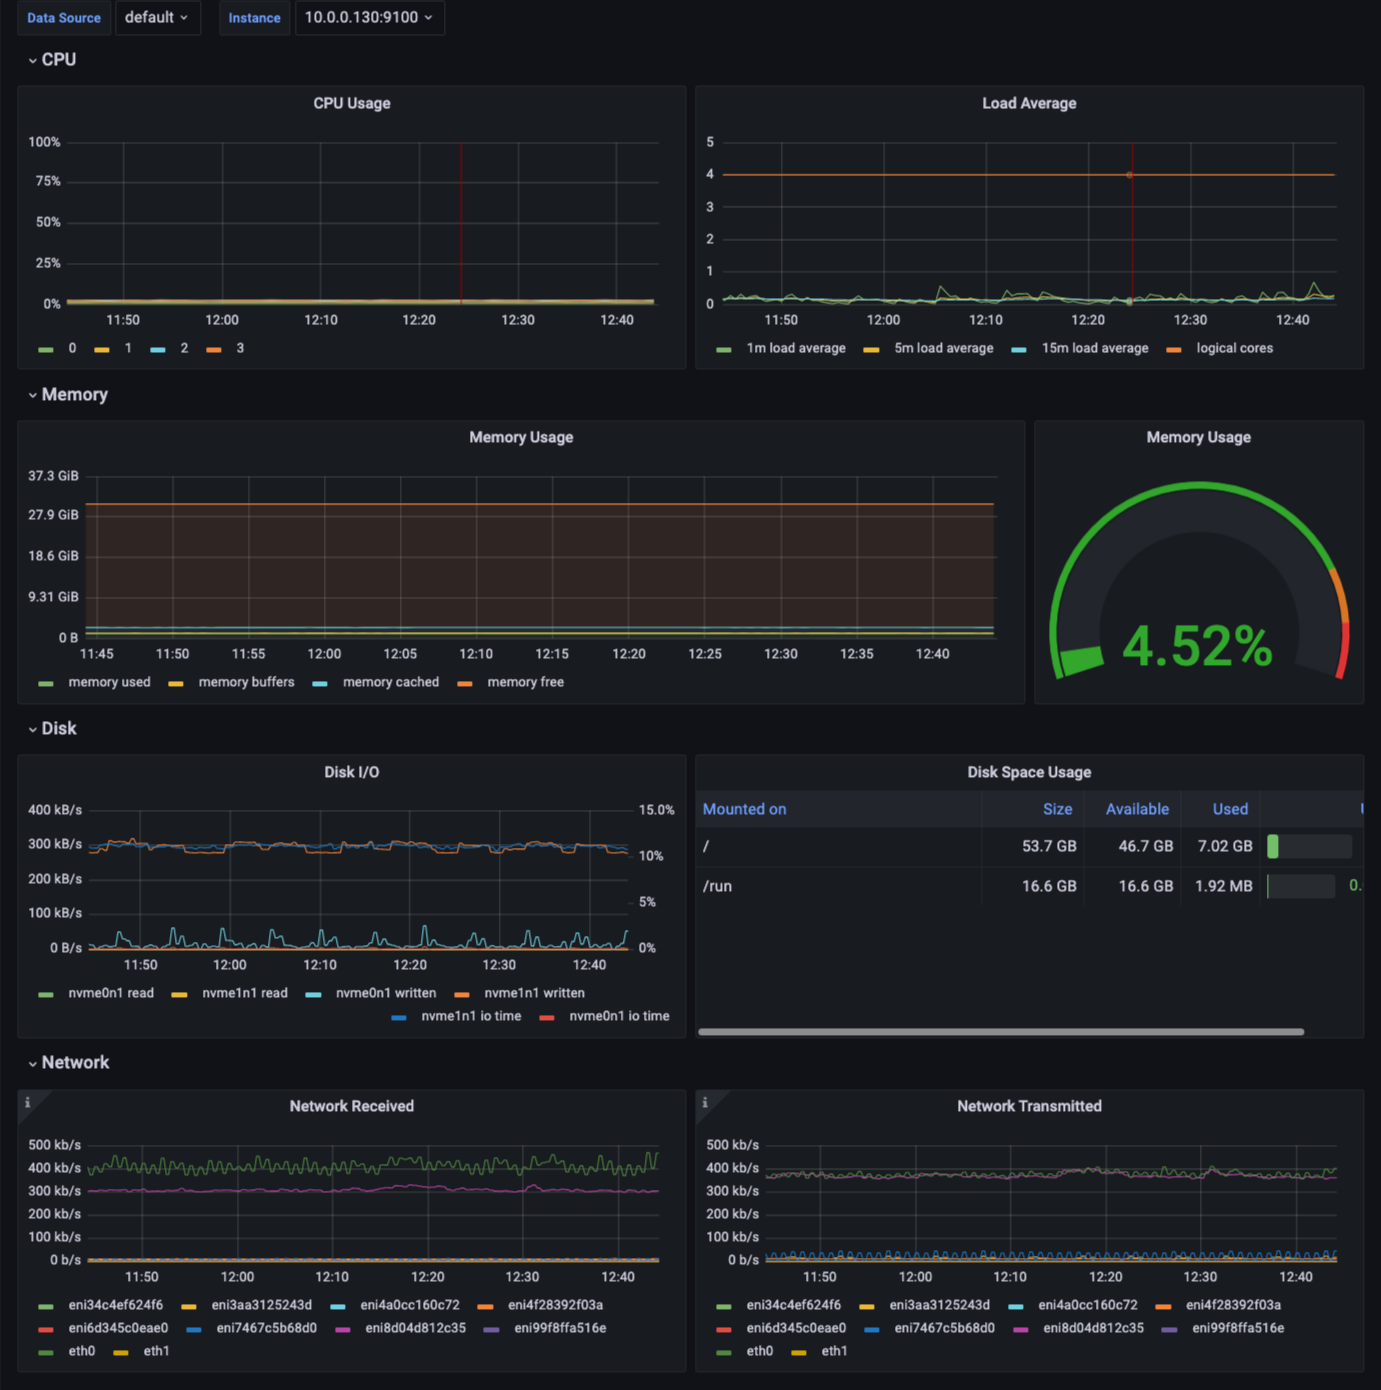 Data Source default Instance 10.0.0.130:9100
CPU
CPU Usage
100%
75%
50%
25%
0%
11:50 12:00 12:10 12:20 12:30 12:40
0 1 2 3
Load Average
5
4
3
2
1
0
11:50 12:00 12:10 12:20 12:30 12:40
1m load average 5m load average 15m load average logical cores
Memory
Memory Usage
37.3 GiB
27.9 GiB
18.6 GiB
9.31 GiB
0 B
11:45 11:50 11:55 12:00 12:05 12:10 12:15 12:20 12:25 12:30 12:35 12:40
memory used memory buffers memory cached memory free
Memory Usage
4.52%
Disk
Disk I/O
400 kB/s 15.0%
300 kB/s
10%
200 kB/s
5%
100 kB/s
0 B/s 0%
11:50 12:00 12:10 12:20 12:30 12:40
nvme0n1 read nvme1n1 read nvme0n1 written nvme1n1 written
nvme1n1 io time nvme0n1 io time
Disk Space Usage
Mounted on Size Available Used
/ 53.7 GB 46.7 GB 7.02 GB
/run 16.6 GB 16.6 GB 1.92 MB 0.
Network
i
Network Received
500 kb/s
400 kb/s
300 kb/s
200 kb/s
100 kb/s
0 b/s
11:50 12:00 12:10 12:20 12:30 12:40
eni34c4ef624f6 eni3aa3125243d eni4a0cc160c72 eni4f28392f03a
eni6d345c0eae0 eni7467c5b68d0 eni8d04d812c35 eni99f8ffa516e
eth0 eth1
i
Network Transmitted
500 kb/s
400 kb/s
300 kb/s
200 kb/s
100 kb/s
0 b/s
11:50 12:00 12:10 12:20 12:30 12:40
eni34c4ef624f6 eni3aa3125243d eni4a0cc160c72 eni4f28392f03a
eni6d345c0eae0 eni7467c5b68d0 eni8d04d812c35 eni99f8ffa516e
eth0 eth1